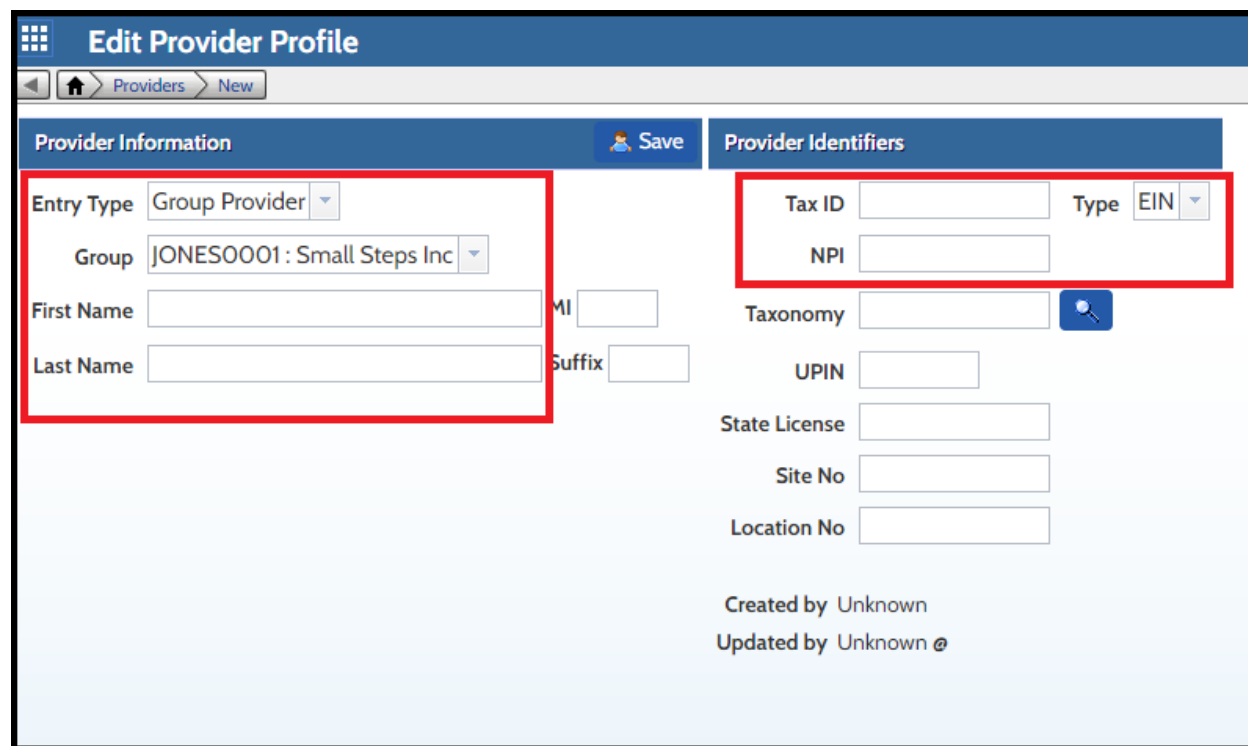 Edit Provider Profile
Providers New
Provider Information Save
Entry Type Group Provider
Group JONES0001 : Small Steps Inc
First Name MI
Last Name Suffix
Provider Identifiers
Tax ID Type EIN
NPI
Taxonomy
UPIN
State License
Site No
Location No
Created by Unknown
Updated by Unknown @